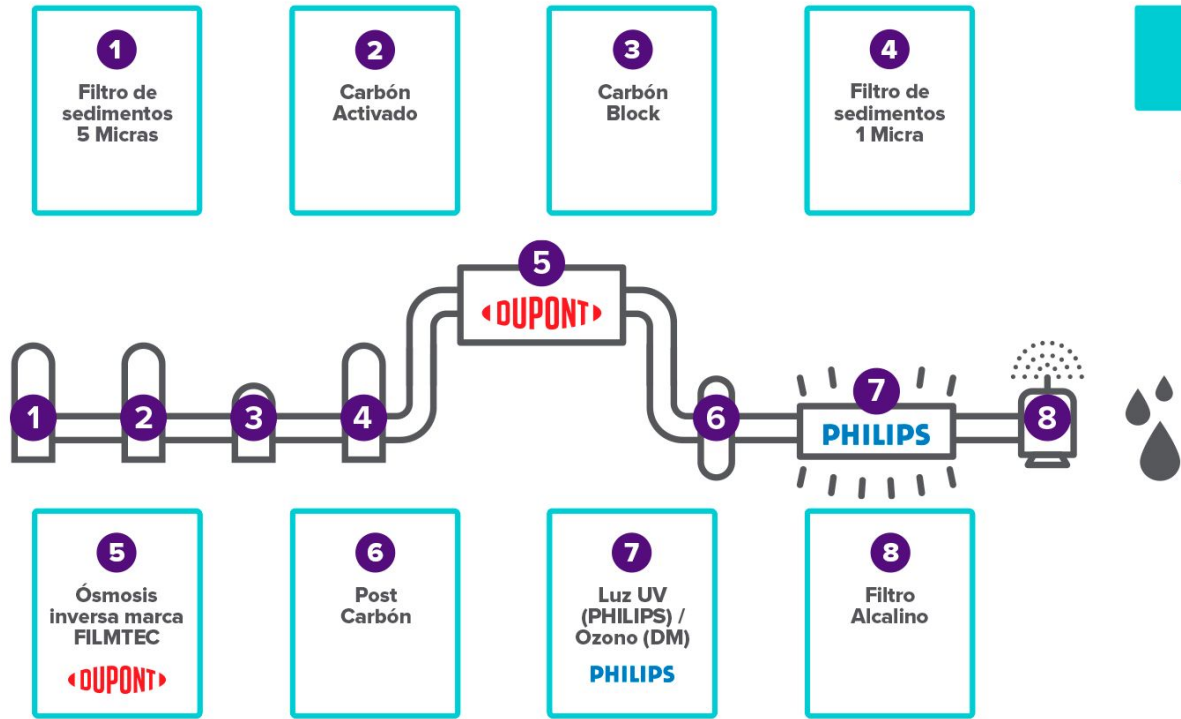 1
Filtro de
sedimentos
5 Micras
2
Carbón
Activado
3
Carbón
Block
4
Filtro de
sedimentos
1 Micra
5
DUPONT
1
2
3
4
6
7
PHILIPS
8
5
Ósmosis
inversa marca
FILMTEC
DUPONT
6
Post
Carbón
7
Luz UV
(PHILIPS) /
Ozono (DM)
PHILIPS
8
Filtro
Alcalino